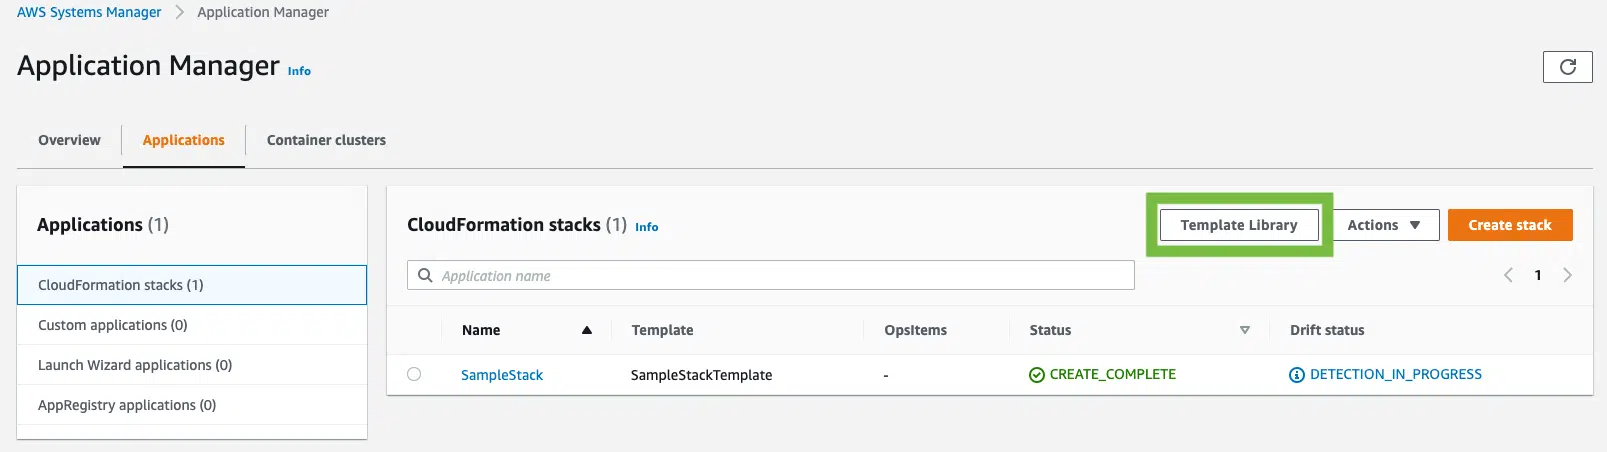 AWS Systems Manager > Application Manager
Application Manager Info
Overview Applications Container clusters
Applications (1)
CloudFormation stacks (1)
Custom applications (0)
Launch Wizard applications (0)
AppRegistry applications (0)
CloudFormation stacks (1) Info
Template Library Actions Create stack
Application name
1
Name Template OpsItems Status Drift status
SampleStack SampleStackTemplate - CREATE_COMPLETE DETECTION_IN_PROGRESS